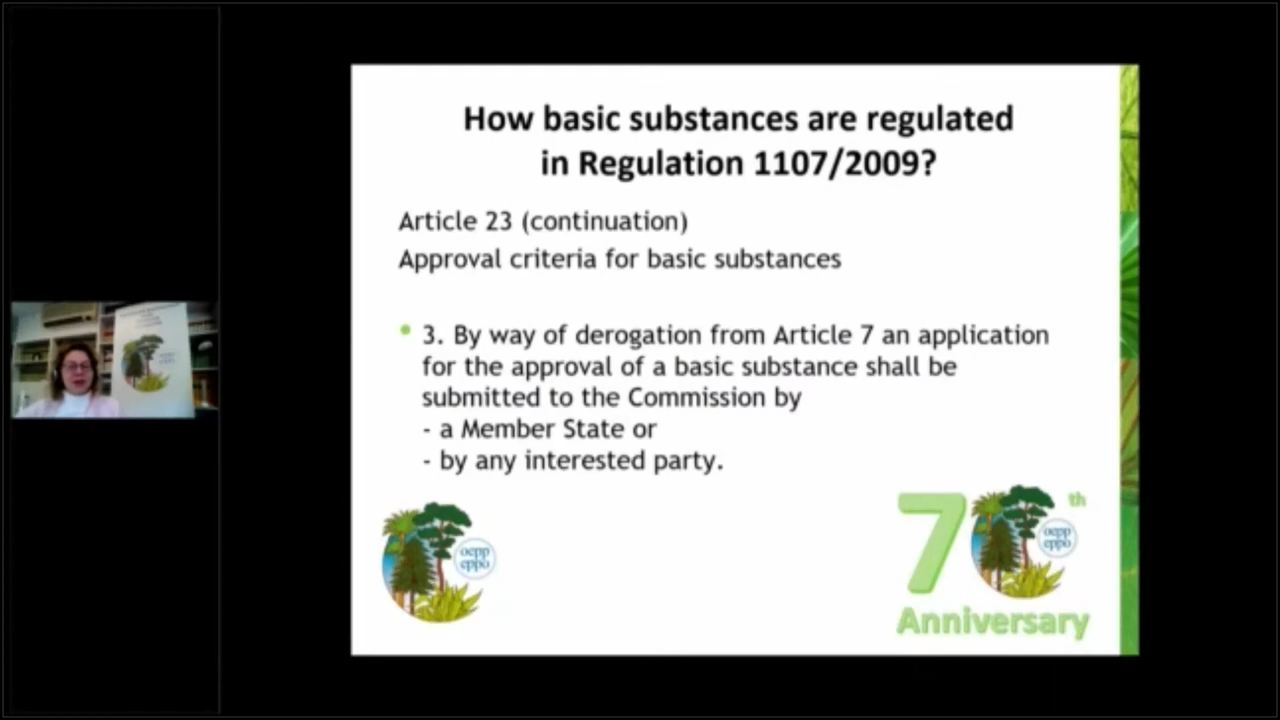 How basic substances are regulated
in Regulation 1107/2009?
Article 23 (continuation)
Approval criteria for basic substances
3. By way of derogation from Article 7 an application
for the approval of a basic substance shall be
submitted to the Commission by
- a Member State or
- by any interested party.
oepp
eppo
7 th
oepp
eppo
Anniversary